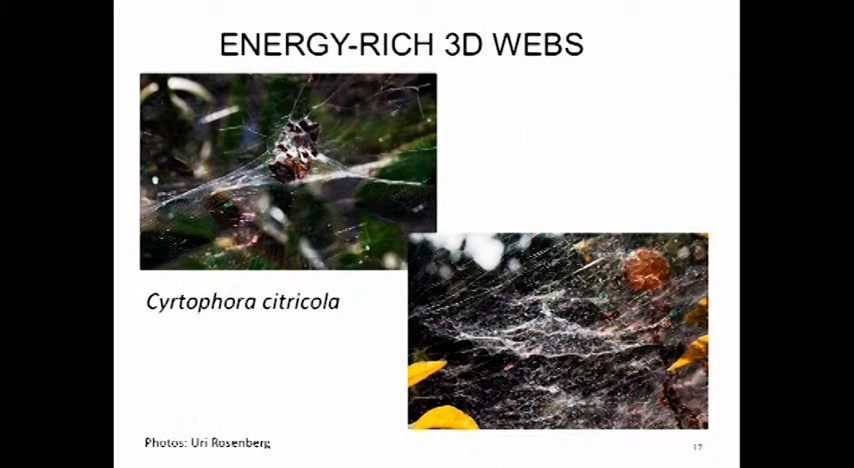 ENERGY-RICH 3D WEBS
Cyrtophora citricola
Photos: Uri Rosenberg
17